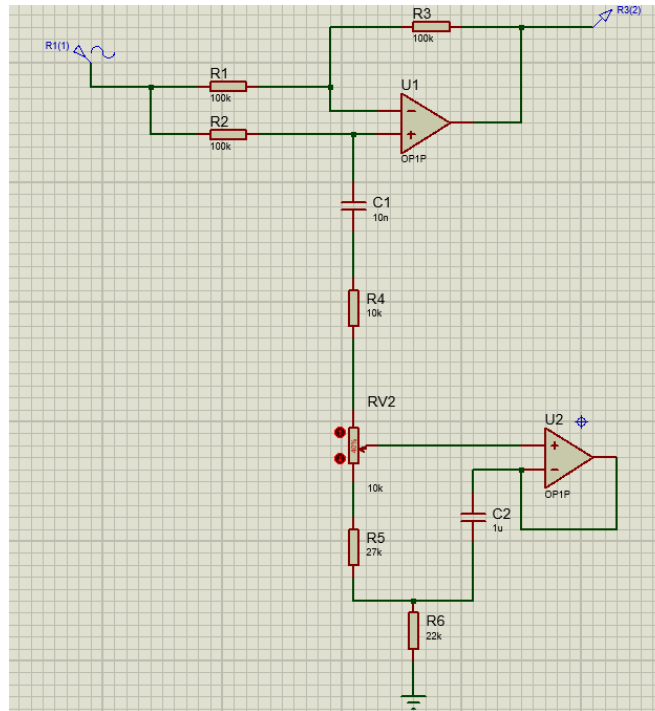 R3
100k
R3(2)
R1(1)
R1
100k
U1
R2
100k
OP1P
C1
10n
R4
10k
RV2
U2
10k
OP1P
C2
1u
R5
27k
R6
22k